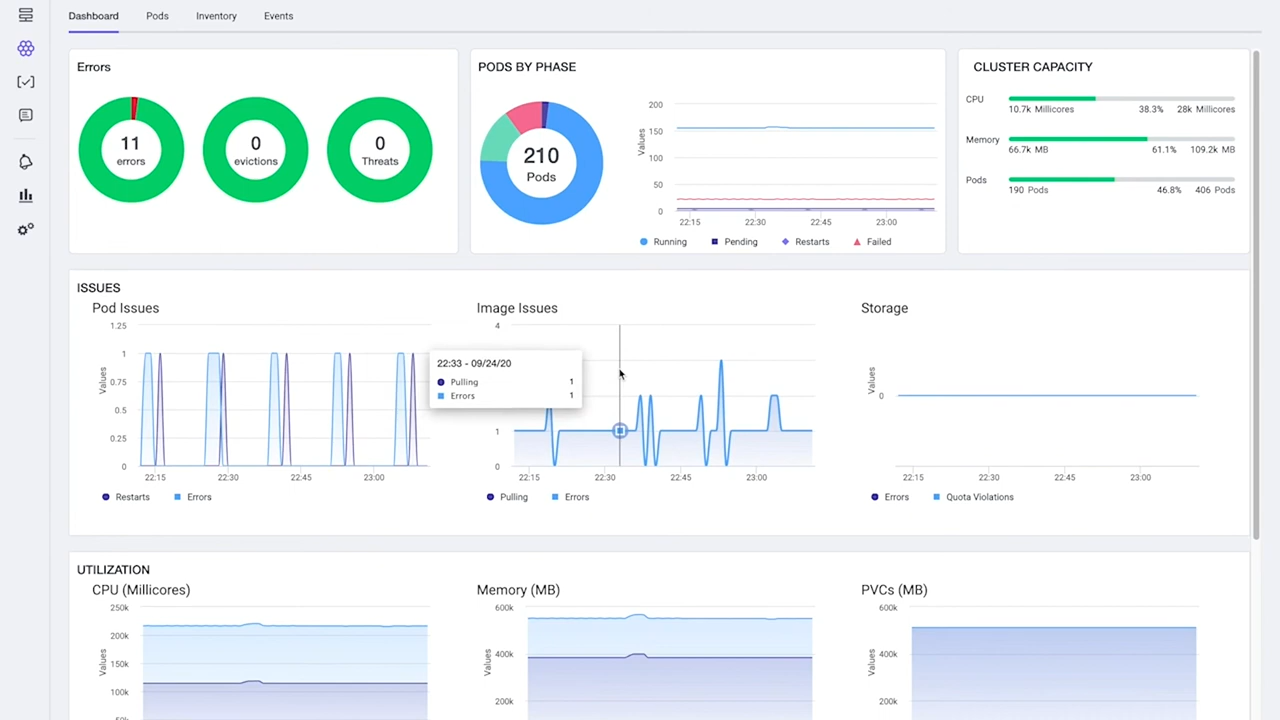 Dashboard Pods Inventory Events
Errors
11
errors
0
evictions
0
Threats
PODS BY PHASE
210
Pods
Values
200
150
100
50
0
22:15 22:30 22:45 23:00
Running Pending Restarts Failed
CLUSTER CAPACITY
CPU
10.7k Millicores 38.3% 28k Millicores
Memory
66.7k MB 61.1% 109.2k MB
Pods
190 Pods 46.8% 406 Pods
ISSUES
Pod Issues
Values
1.25
1
0.75
0.5
0.25
0
22:15 22:30 22:45 23:00
Restarts Errors
Image Issues
4
1
0
22:15 22:30 22:45 23:00
Pulling Errors
22:33 - 09/24/20
Pulling 1
Errors 1
Storage
Values
0
22:15 22:30 22:45 23:00
Errors Quota Violations
UTILIZATION
CPU (Millicores)
Values
250k
200k
150k
100k
Memory (MB)
Values
600k
400k
200k
PVCs (MB)
Values
600k
400k
200k